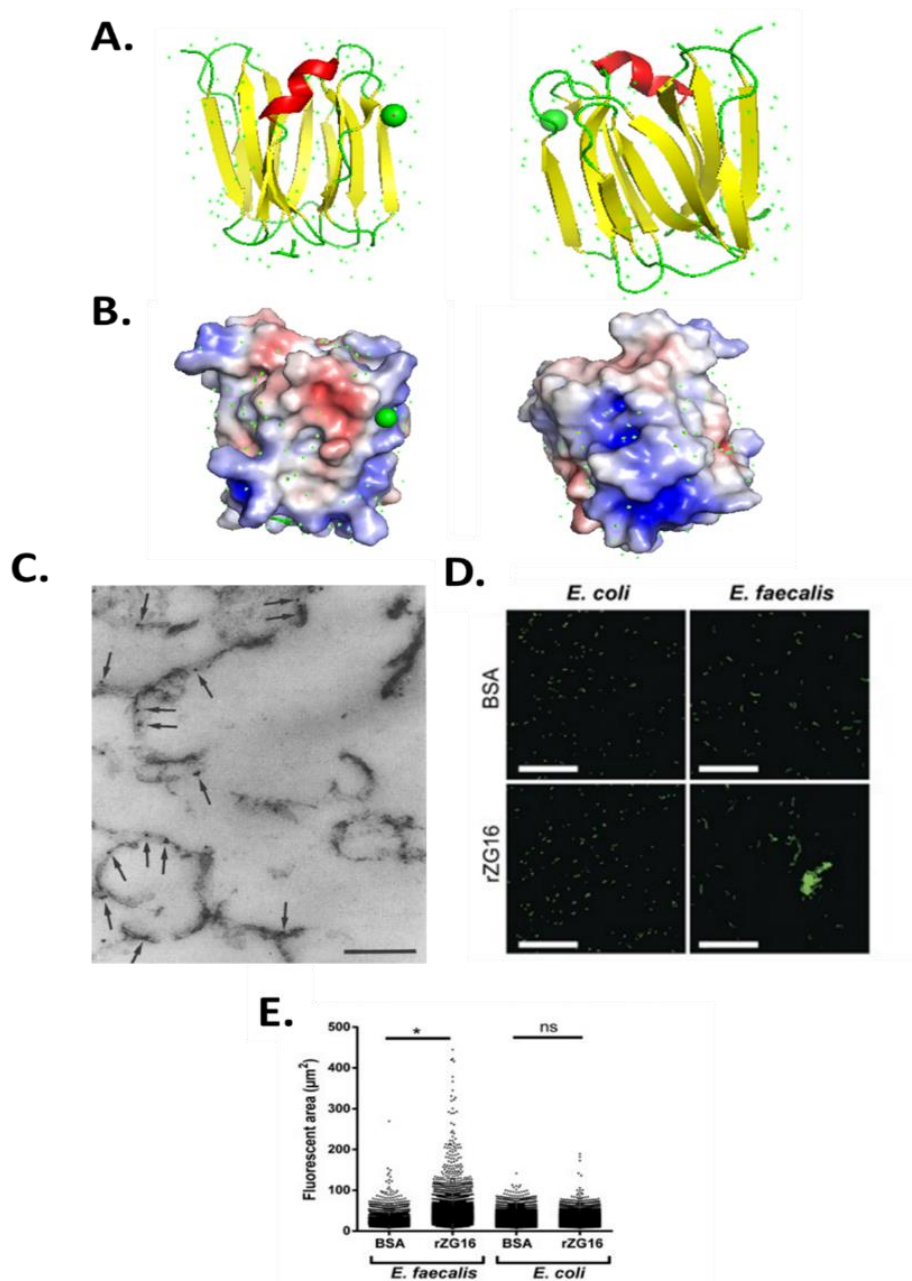 A.
B.
C.
D.
E. coli E. faecalis
BSA
rZG16
E.
* ns
500
400
300
200
100
0
Fluorescent area (µm²)
BSA rZG16 BSA rZG16
E. faecalis E. coli